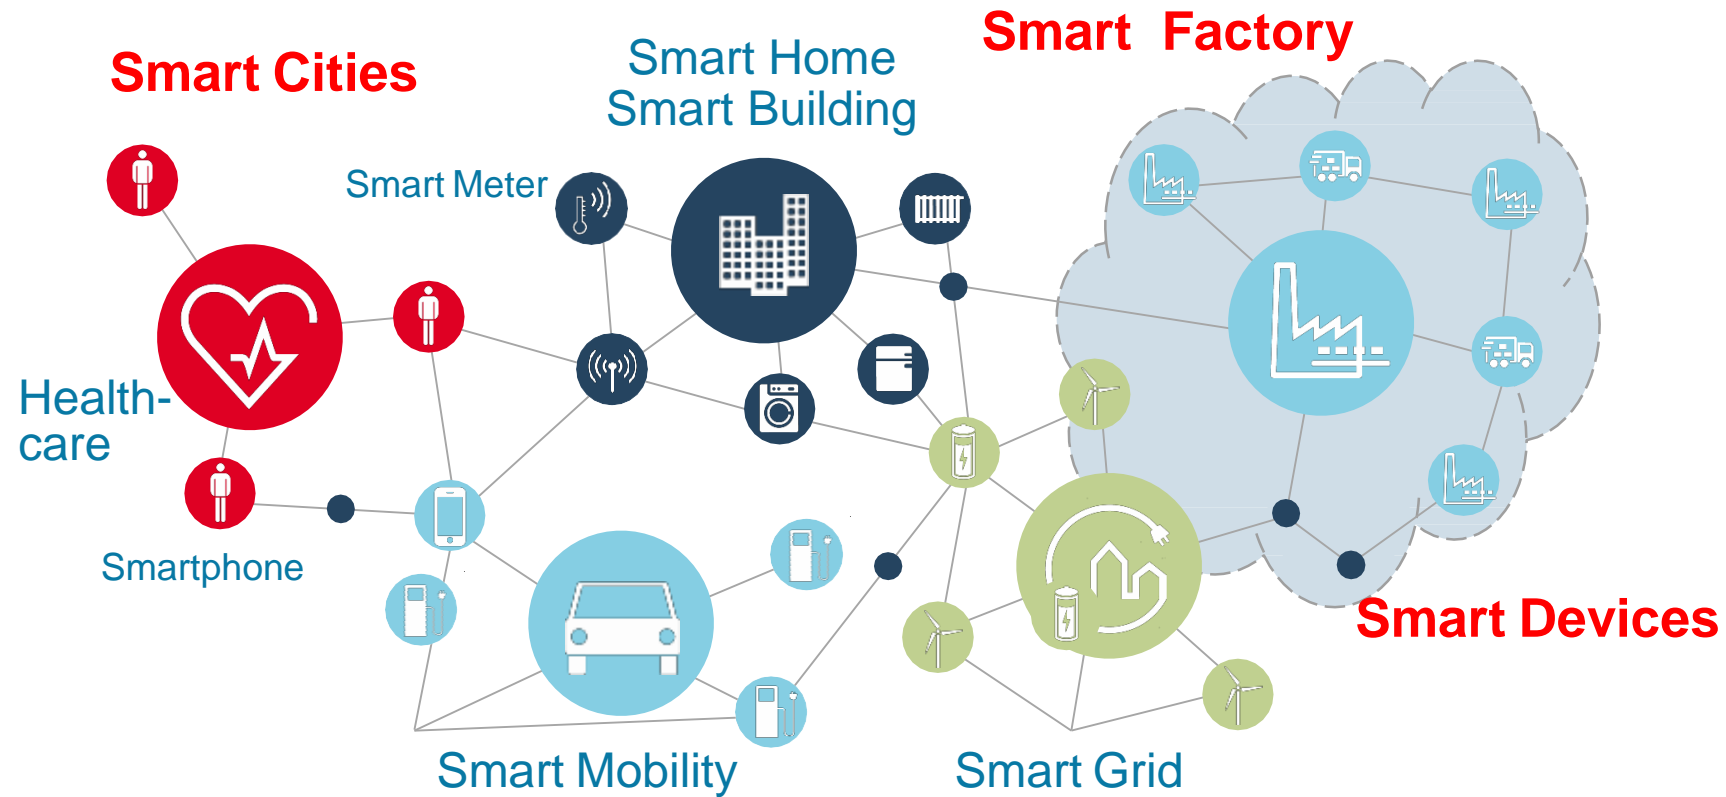 Smart Factory
Smart Cities
Smart Home
Smart Building
Smart Meter
Health-
care
Smartphone
Smart Devices
Smart Mobility
Smart Grid